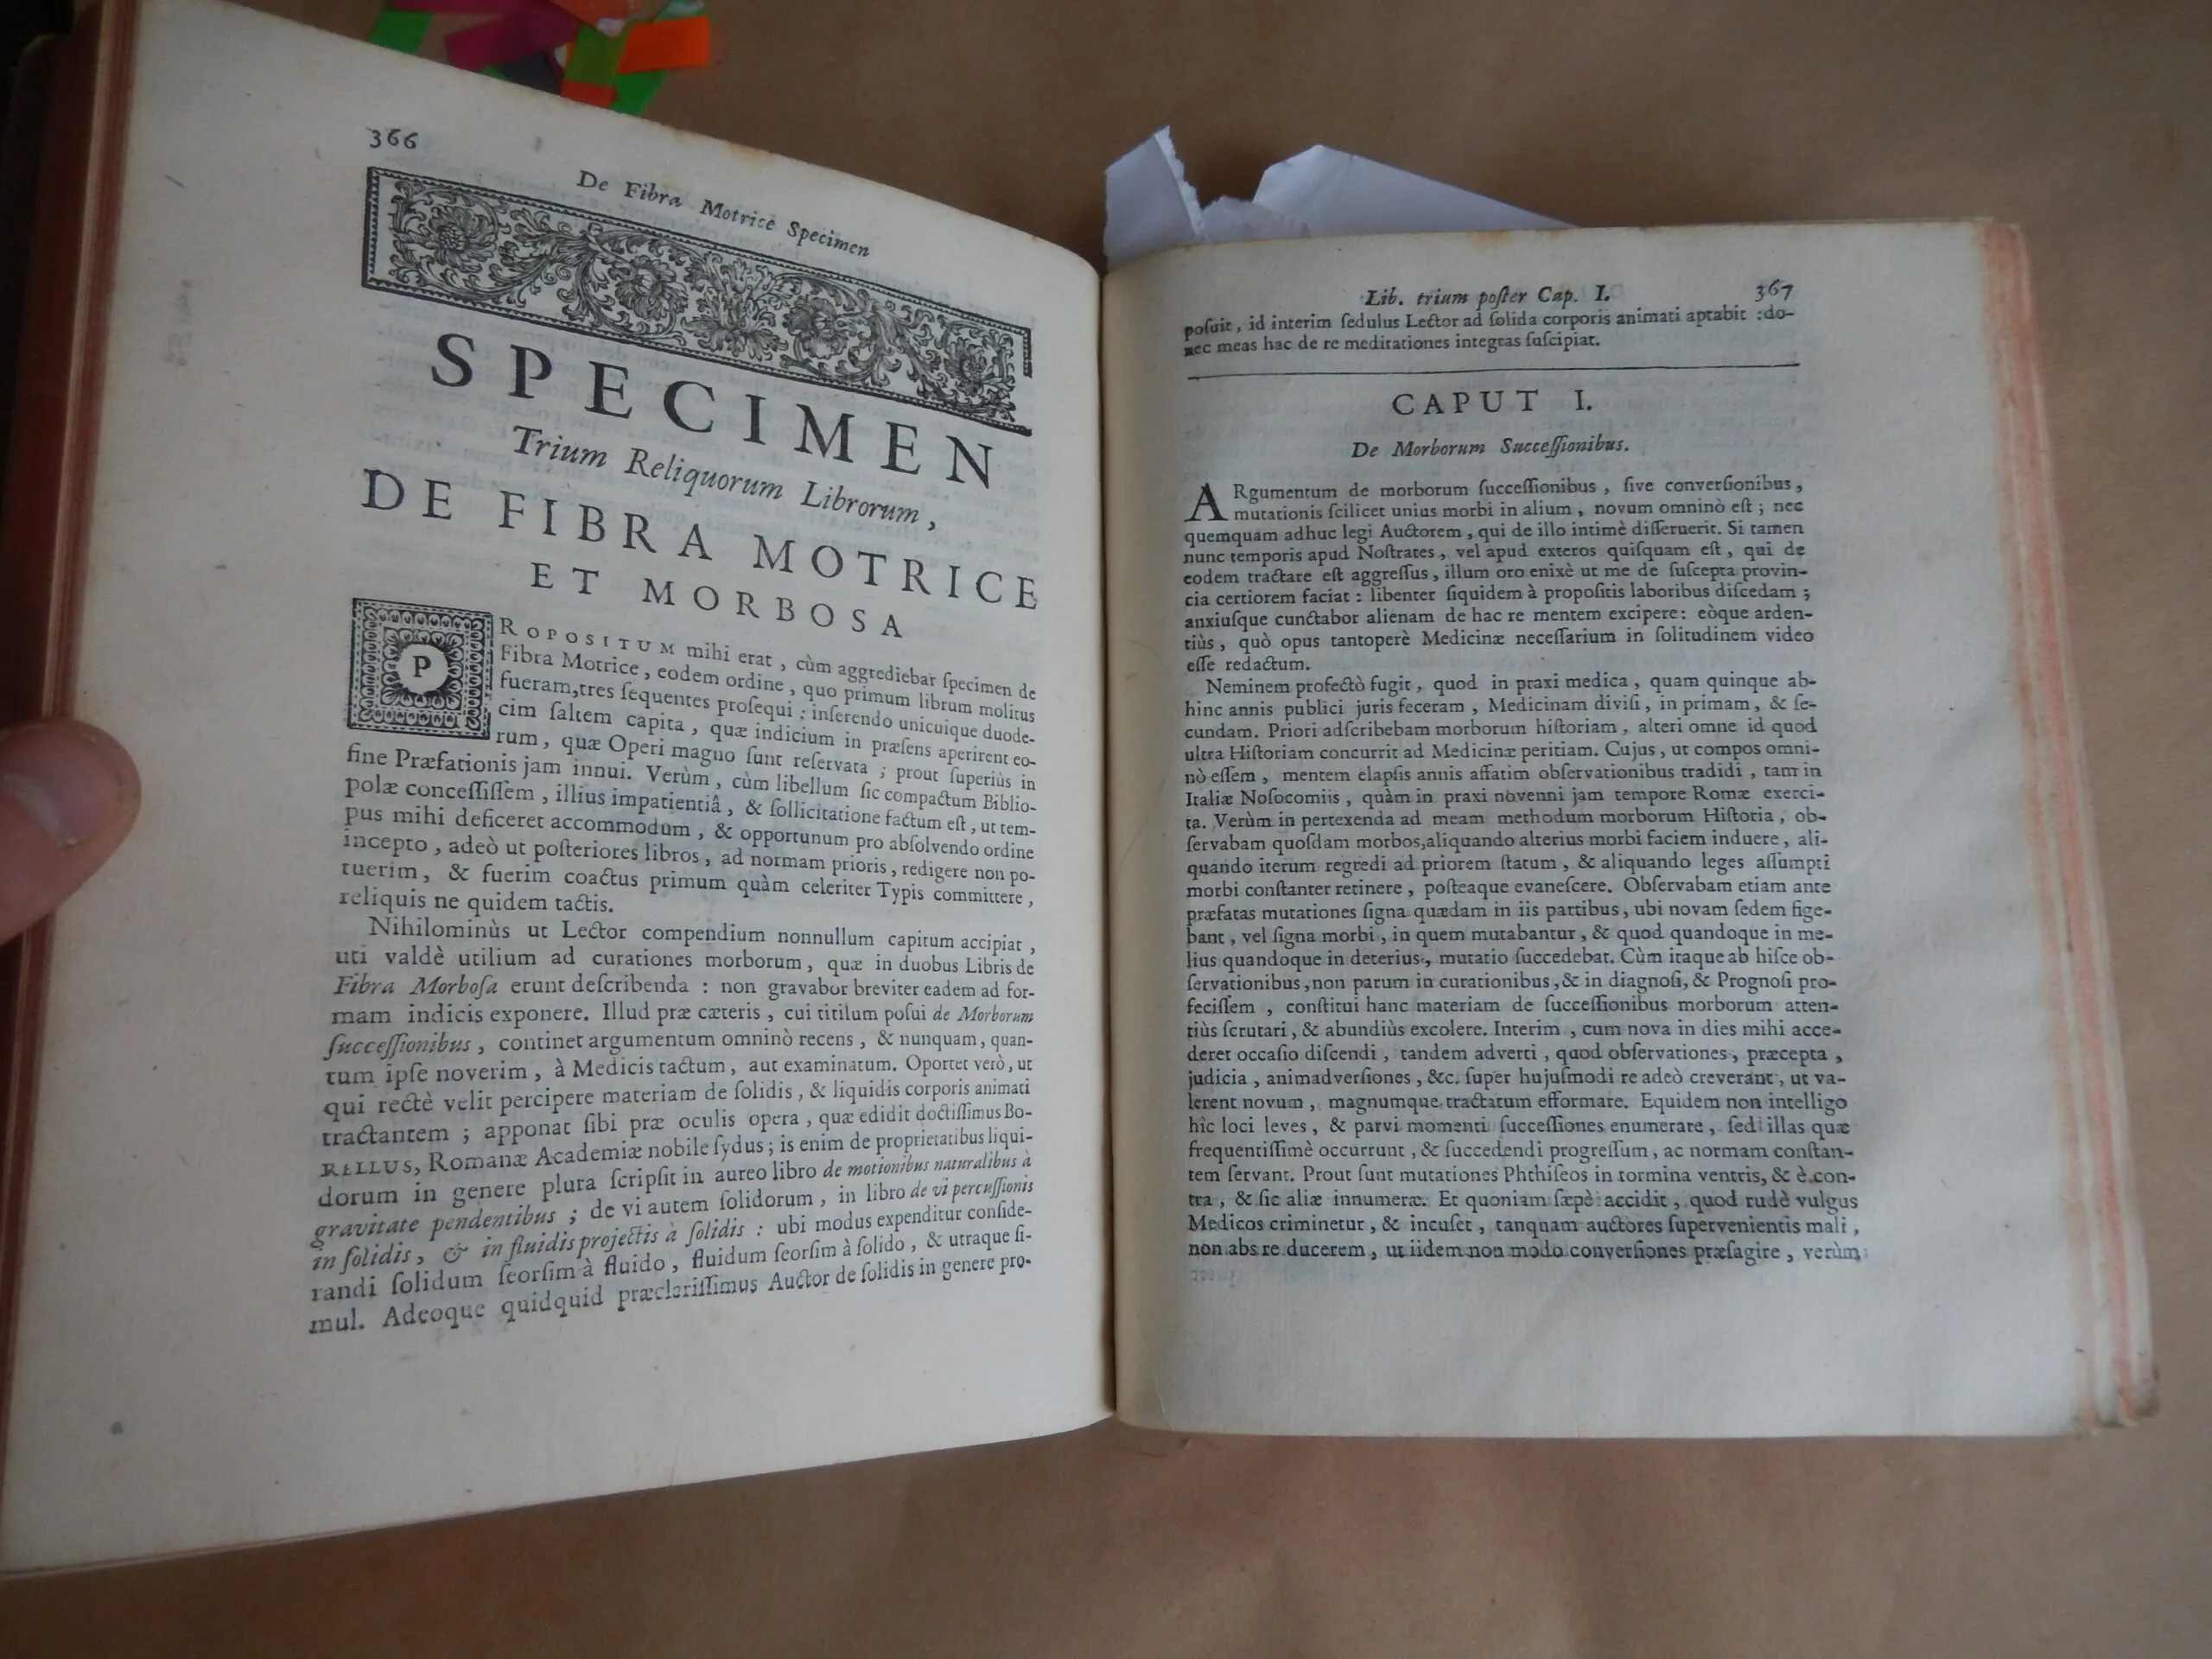 366
De Fibra Motrice Specimen
SPECIMEN
Trium Reliquorum Librorum,
DE FIBRA MOTRICE
ET MORBOSA
PROPOSITUM mihi erat, cùm aggrediebar ſpecimen de
Fibra Motrice, eodem ordine, quo primum librum molitus
fueram, tres ſequentes proſequi: inſerendo unicuique duode-
cim ſaltem capita, quæ indicium in præſens aperirent eo-
rum, quæ Operi magno ſunt reſervata; prout ſuperiùs in
fine Præfationis jam innui. Verùm, cùm libellum ſic compactum Biblio-
polæ conceſſiſſem, illius impatientiâ, & ſollicitatione factum eſt, ut tem-
pus mihi deficeret accommodum, & opportunum pro abſolvendo ordine
incepto, adeò ut poſteriores libros, ad normam prioris, redigere non po-
tuerim, & fuerim coactus primum quàm celeriter Typis committere,
reliquis ne quidem tactis.
Nihilominùs ut Lector compendium nonnullum capitum accipiat,
uti valdè utilium ad curationes morborum, quæ in duobus Libris de
Fibra Morboſa erunt deſcribenda: non gravabor breviter eadem ad for-
mam indicis exponere. Illud præ cæteris, cui titilum poſui de Morborum
ſucceſſionibus, continet argumentum omninò recens, & nunquam, quan-
tum ipſe noverim, à Medicis tactum, aut examinatum. Oportet verò, ut
qui rectè velit percipere materiam de ſolidis, & liquidis corporis animati
tractantem; apponat ſibi præ oculis opera, quæ edidit doctiſſimus Bo-
RELLUS, Romanæ Academiæ nobile ſydus; is enim de proprietatibus liqui-
dorum in genere plura ſcripſit in aureo libro de motionibus naturalibus à
gravitate pendentibus; de vi autem ſolidorum, in libro de vi percuſſionis
in ſolidis, & in fluidis projectis à ſolidis: ubi modus expenditur conſide-
randi ſolidum ſeorſim à fluido, fluidum ſeorſim à ſolido, & utraque ſi-
mul. Adeoque quidquid præclariſſimus Auctor de ſolidis in genere pro-
Lib. trium poſter Cap. I. 367
poſuit, id interim ſedulus Lector ad ſolida corporis animati aptabit: do-
nec meas hac de re meditationes integras ſuſcipiat.
CAPUT I.
De Morborum Succeſſionibus.
ARgumentum de morborum ſucceſſionibus, ſive converſionibus,
mutationis ſcilicet unius morbi in alium, novum omninò eſt; nec
quemquam adhuc legi Auctorem, qui de illo intimè diſſeruerit. Si tamen
nunc temporis apud Noſtrates, vel apud exteros quiſquam eſt, qui de
eodem tractare eſt aggreſſus, illum oro enixè ut me de ſuſcepta provin-
cia certiorem faciat: libenter ſiquidem à propoſitis laboribus diſcedam;
anxiuſque cunctabor alienam de hac re mentem excipere: eòque arden-
tiùs, quò opus tantoperè Medicinæ neceſſarium in ſolitudinem video
eſſe redactum.
Neminem profectò fugit, quod in praxi medica, quam quinque ab-
hinc annis publici juris feceram, Medicinam diviſi, in primam, & ſe-
cundam. Priori adſcribebam morborum hiſtoriam, alteri omne id quod
ultra Hiſtoriam concurrit ad Medicinæ peritiam. Cujus, ut compos omni-
nò eſſem, mentem elapſis annis affatim obſervationibus tradidi, tam in
Italiæ Noſocomiis, quàm in praxi novenni jam tempore Romæ exerci-
ta. Verùm in pertexenda ad meam methodum morborum Hiſtoria, ob-
ſervabam quoſdam morbos, aliquando alterius morbi faciem induere, ali-
quando iterum regredi ad priorem ſtatum, & aliquando leges aſſumpti
morbi conſtanter retinere, poſteaque evaneſcere. Obſervabam etiam ante
præfatas mutationes ſigna quædam in iis partibus, ubi novam ſedem fige-
bant, vel ſigna morbi, in quem mutabantur, & quod quandoque in me-
lius quandoque in deterius, mutatio ſuccedebat. Cùm itaque ab hiſce ob-
ſervationibus, non parum in curationibus, & in diagnoſi, & Prognoſi pro-
feciſſem, conſtitui hanc materiam de ſucceſſionibus morborum atten-
tiùs ſcrutari, & abundiùs excolere. Interim, cum nova in dies mihi acce-
deret occaſio diſcendi, tandem adverti, quod obſervationes, præcepta,
judicia, animadverſiones, &c. ſuper hujuſmodi re adeò creverant, ut va-
lerent novum, magnumque tractatum efformare. Equidem non intelligo
hîc loci leves, & parvi momenti ſucceſſiones enumerare, ſed illas quæ
frequentiſſimè occurrunt, & ſuccedendi progreſſum, ac normam conſtan-
tem ſervant. Prout ſunt mutationes Phthiſeos in tormina ventris, & è con-
tra, & ſic aliæ innumeræ. Et quoniam ſæpè accidit, quod rudè vulgus
Medicos criminetur, & incuſet, tanquam auctores ſupervenientis mali,
non abs re ducerem, ut iidem non modo converſiones præſagire, verùm